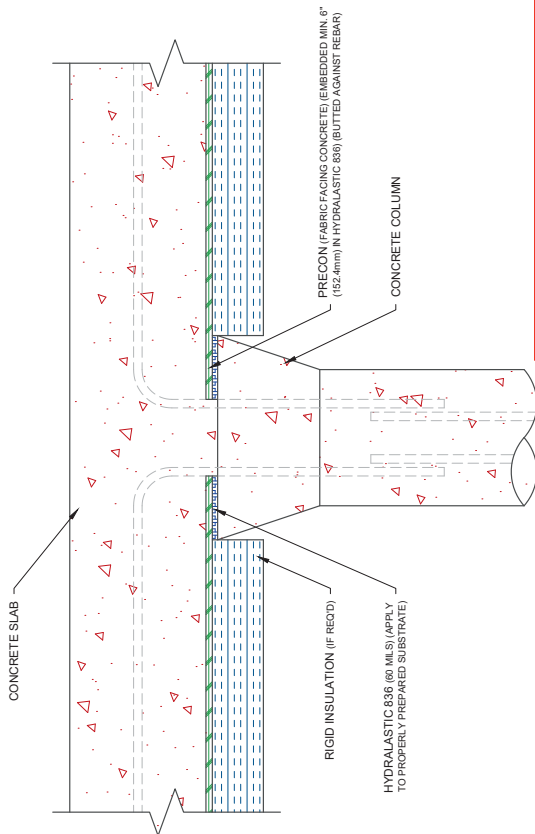 CONCRETE SLAB
PRECON (FABRIC FACING CONCRETE) (EMBEDDED MIN. 6"
(152.4mm) IN HYDRALASTIC 836) (BUTTED AGAINST REBAR)
CONCRETE COLUMN
RIGID INSULATION (IF REQ'D)
HYDRALASTIC 836 (60 MILS) (APPLY
TO PROPERLY PREPARED SUBSTRATE)